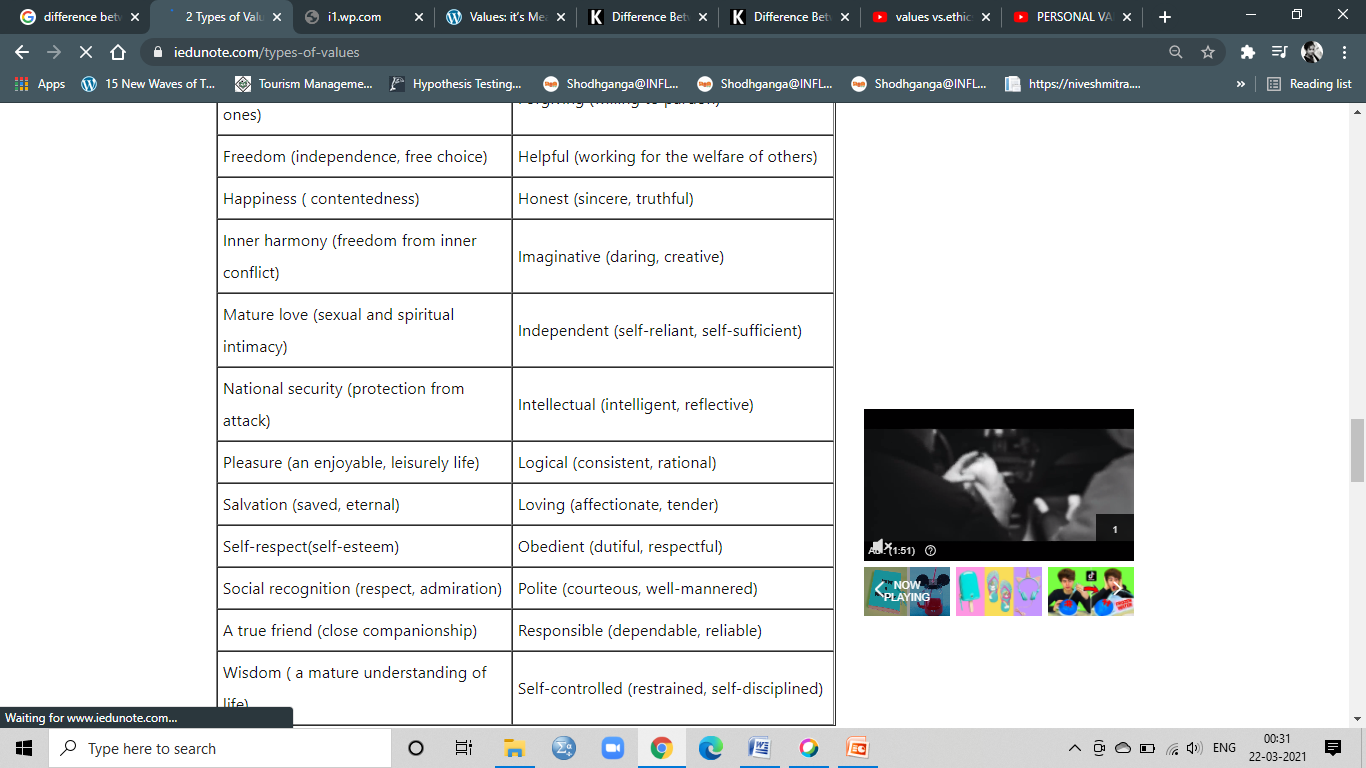 difference betw
2 Types of Valu
i1.wp.com
Values: it's Mea
Difference Betw
Difference Betw
values vs.ethic
PERSONAL VA
iedunote.com/types-of-values
Apps
15 New Waves of T...
Tourism Manageme...
Hypothesis Testing...
Shodhganga@INFL...
Shodhganga@INFL...
Shodhganga@INFL...
https://niveshmitra....
»
Reading list
ones)
Freedom (independence, free choice)
Helpful (working for the welfare of others)
Happiness ( contentedness)
Honest (sincere, truthful)
Inner harmony (freedom from inner
conflict)
Imaginative (daring, creative)
Mature love (sexual and spiritual
intimacy)
Independent (self-reliant, self-sufficient)
National security (protection from
attack)
Intellectual (intelligent, reflective)
Pleasure (an enjoyable, leisurely life)
Logical (consistent, rational)
Salvation (saved, eternal)
Loving (affectionate, tender)
Self-respect(self-esteem)
Obedient (dutiful, respectful)
Social recognition (respect, admiration)
Polite (courteous, well-mannered)
A true friend (close companionship)
Responsible (dependable, reliable)
Wisdom ( a mature understanding of
life)
Self-controlled (restrained, self-disciplined)
1
(1:51)
NOW
PLAYING
Waiting for www.iedunote.com...
Type here to search
ENG
00:31
22-03-2021